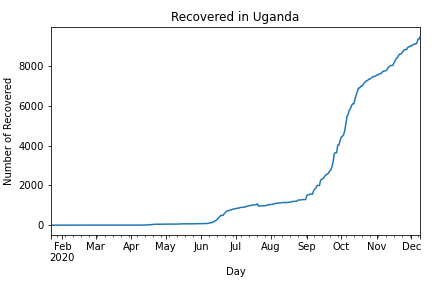 Recovered in Uganda
Number of Recovered
8000
6000
4000
2000
0
Feb Mar Apr May Jun Jul Aug Sep Oct Nov Dec
2020
Day